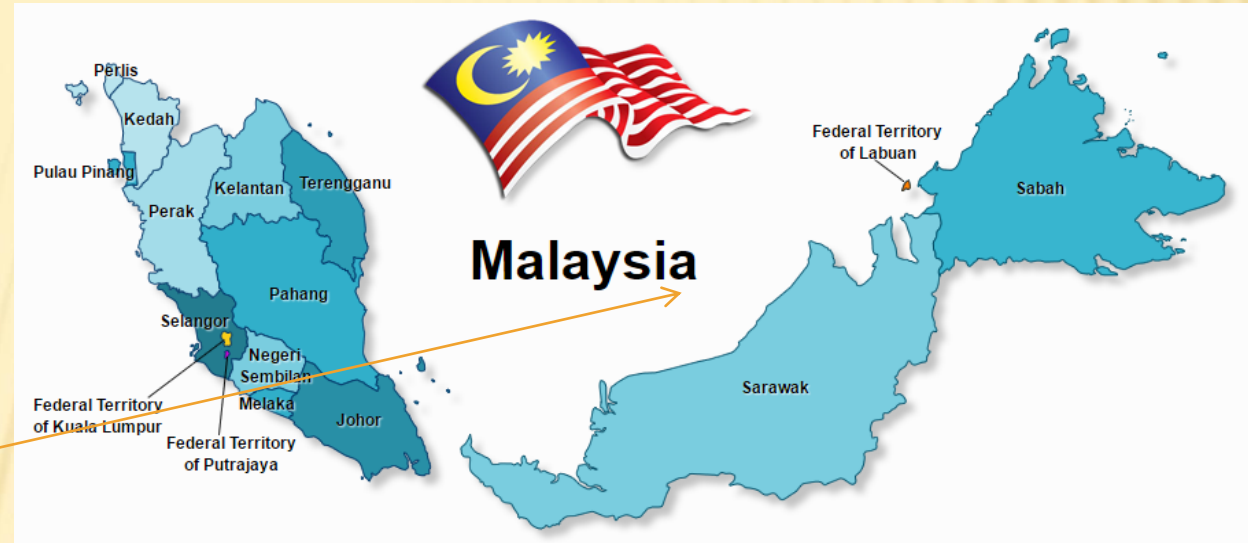 Perlis
Kedah
Pulau Pinang
Perak
Kelantan
Terengganu
Pahang
Selangor
Negeri
Sembilan
Melaka
Johor
Federal Territory
of Kuala Lumpur
Federal Territory
of Putrajaya
Malaysia
Federal Territory
of Labuan
Sabah
Sarawak